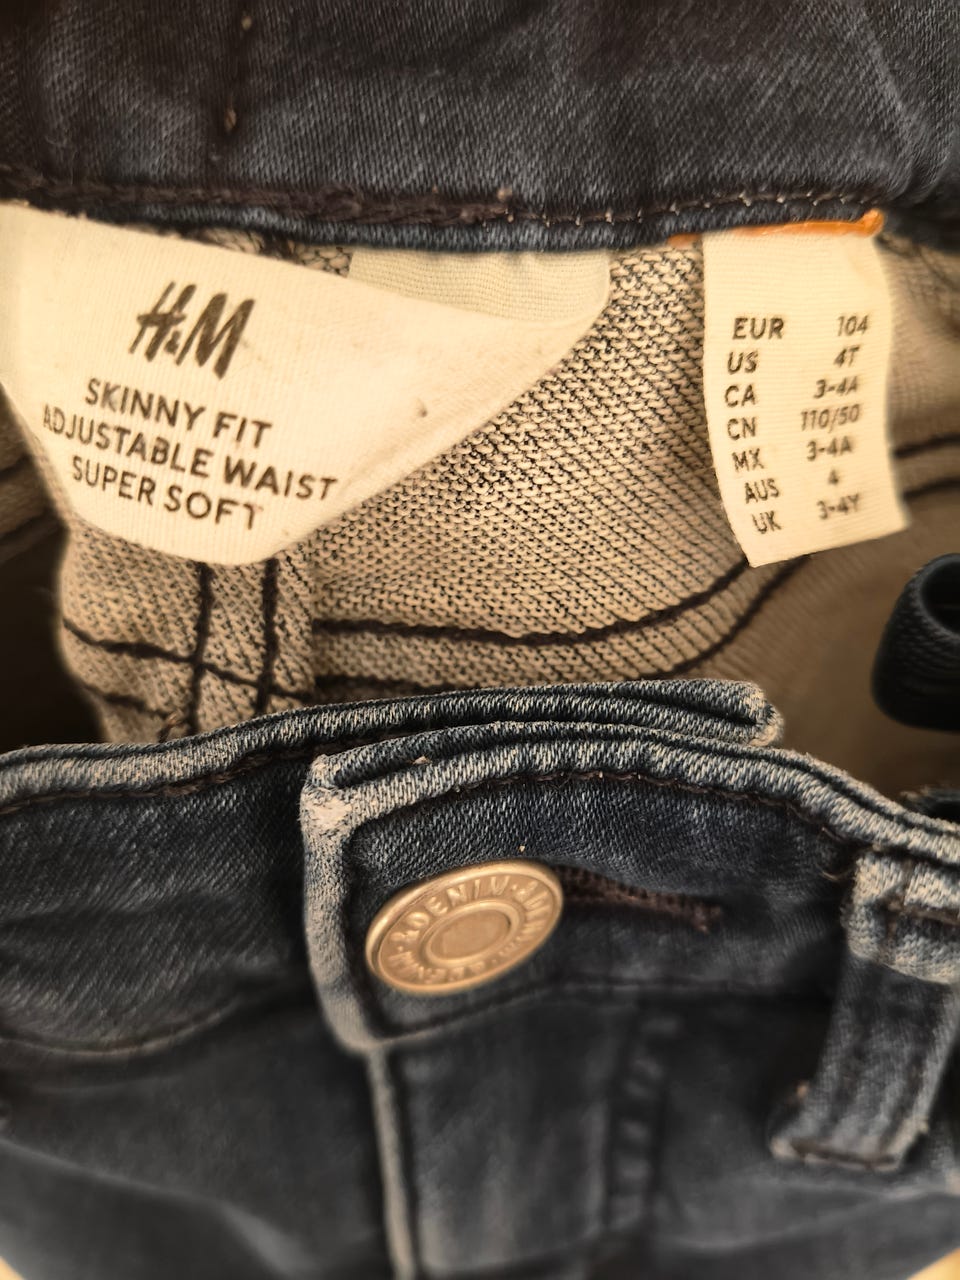 H&M
SKINNY FIT
ADJUSTABLE WAIST
SUPER SOFT
EUR 104
US 4T
CA 3-4A
CN 110/50
MX 3-4A
AUS 4
UK 3-4Y
DENIM